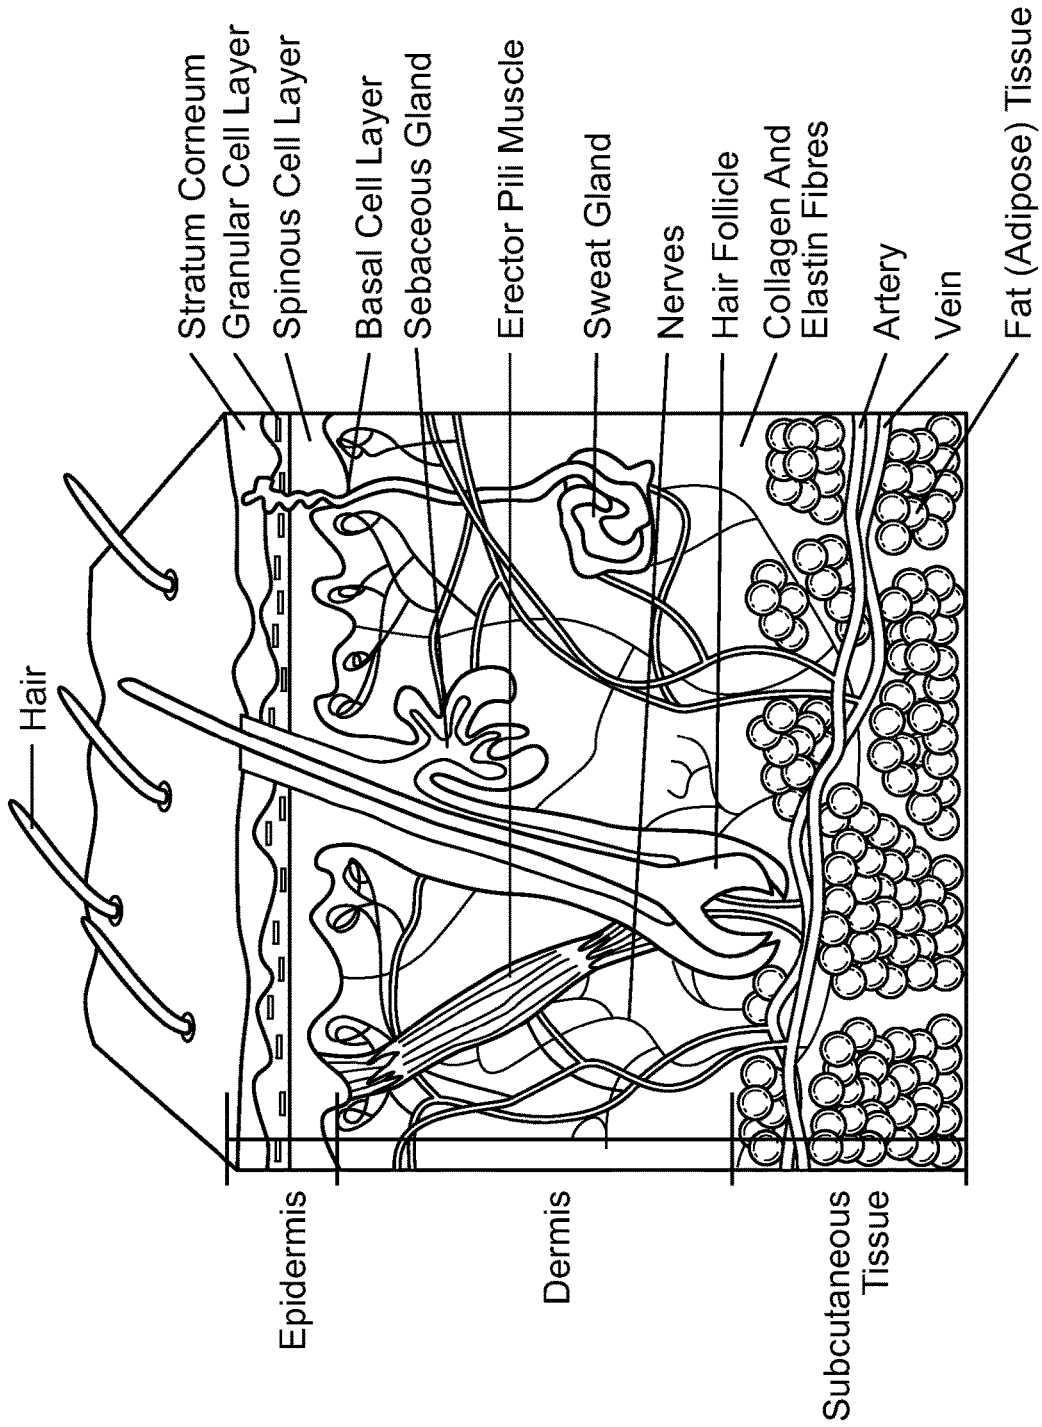 Hair
Stratum Corneum
Granular Cell Layer
Spinous Cell Layer
Basal Cell Layer
Sebaceous Gland
Erector Pili Muscle
Sweat Gland
Nerves
Hair Follicle
Collagen And
Elastin Fibres
Artery
Vein
Fat (Adipose) Tissue
Epidermis
Dermis
Subcutaneous
Tissue